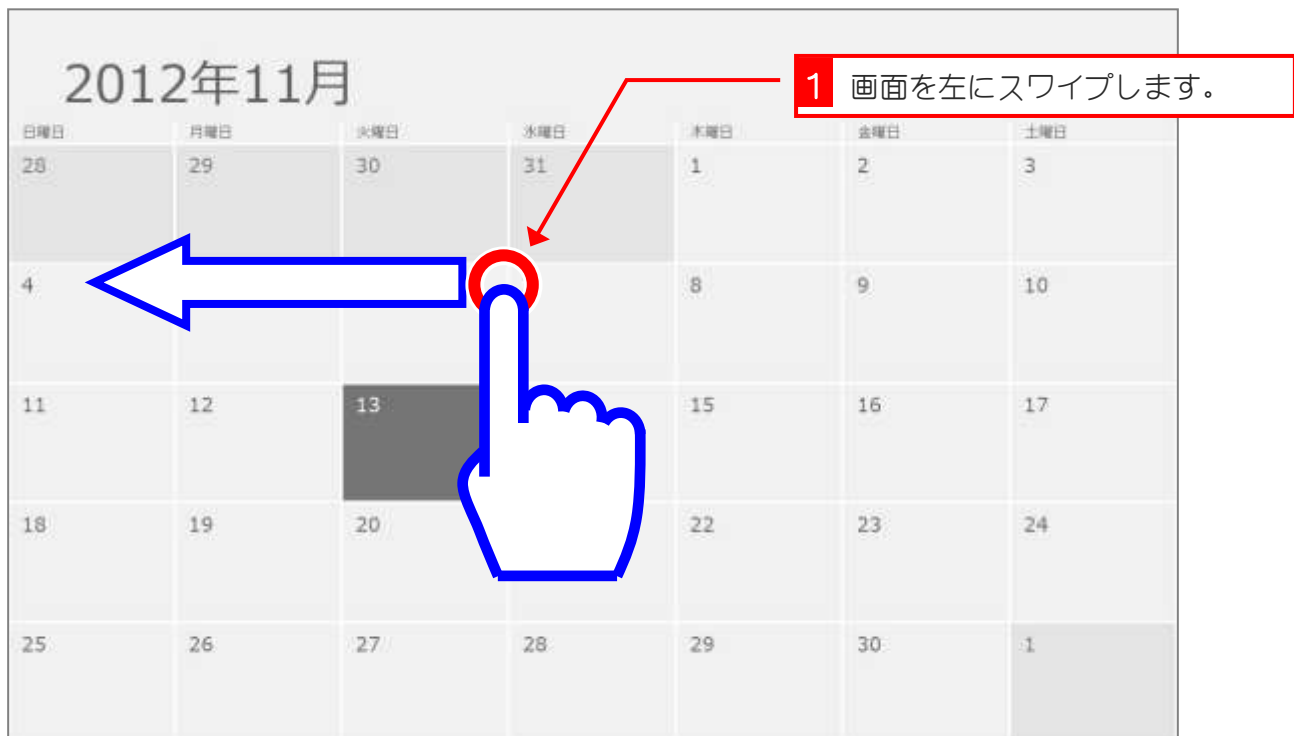 2012年11月
1 画面を左にスワイプします。
日曜日 月曜日 火曜日 水曜日 木曜日 金曜日 土曜日
28 29 30 31 1 2 3
4 8 9 10
11 12 13 15 16 17
18 19 20 22 23 24
25 26 27 28 29 30 1